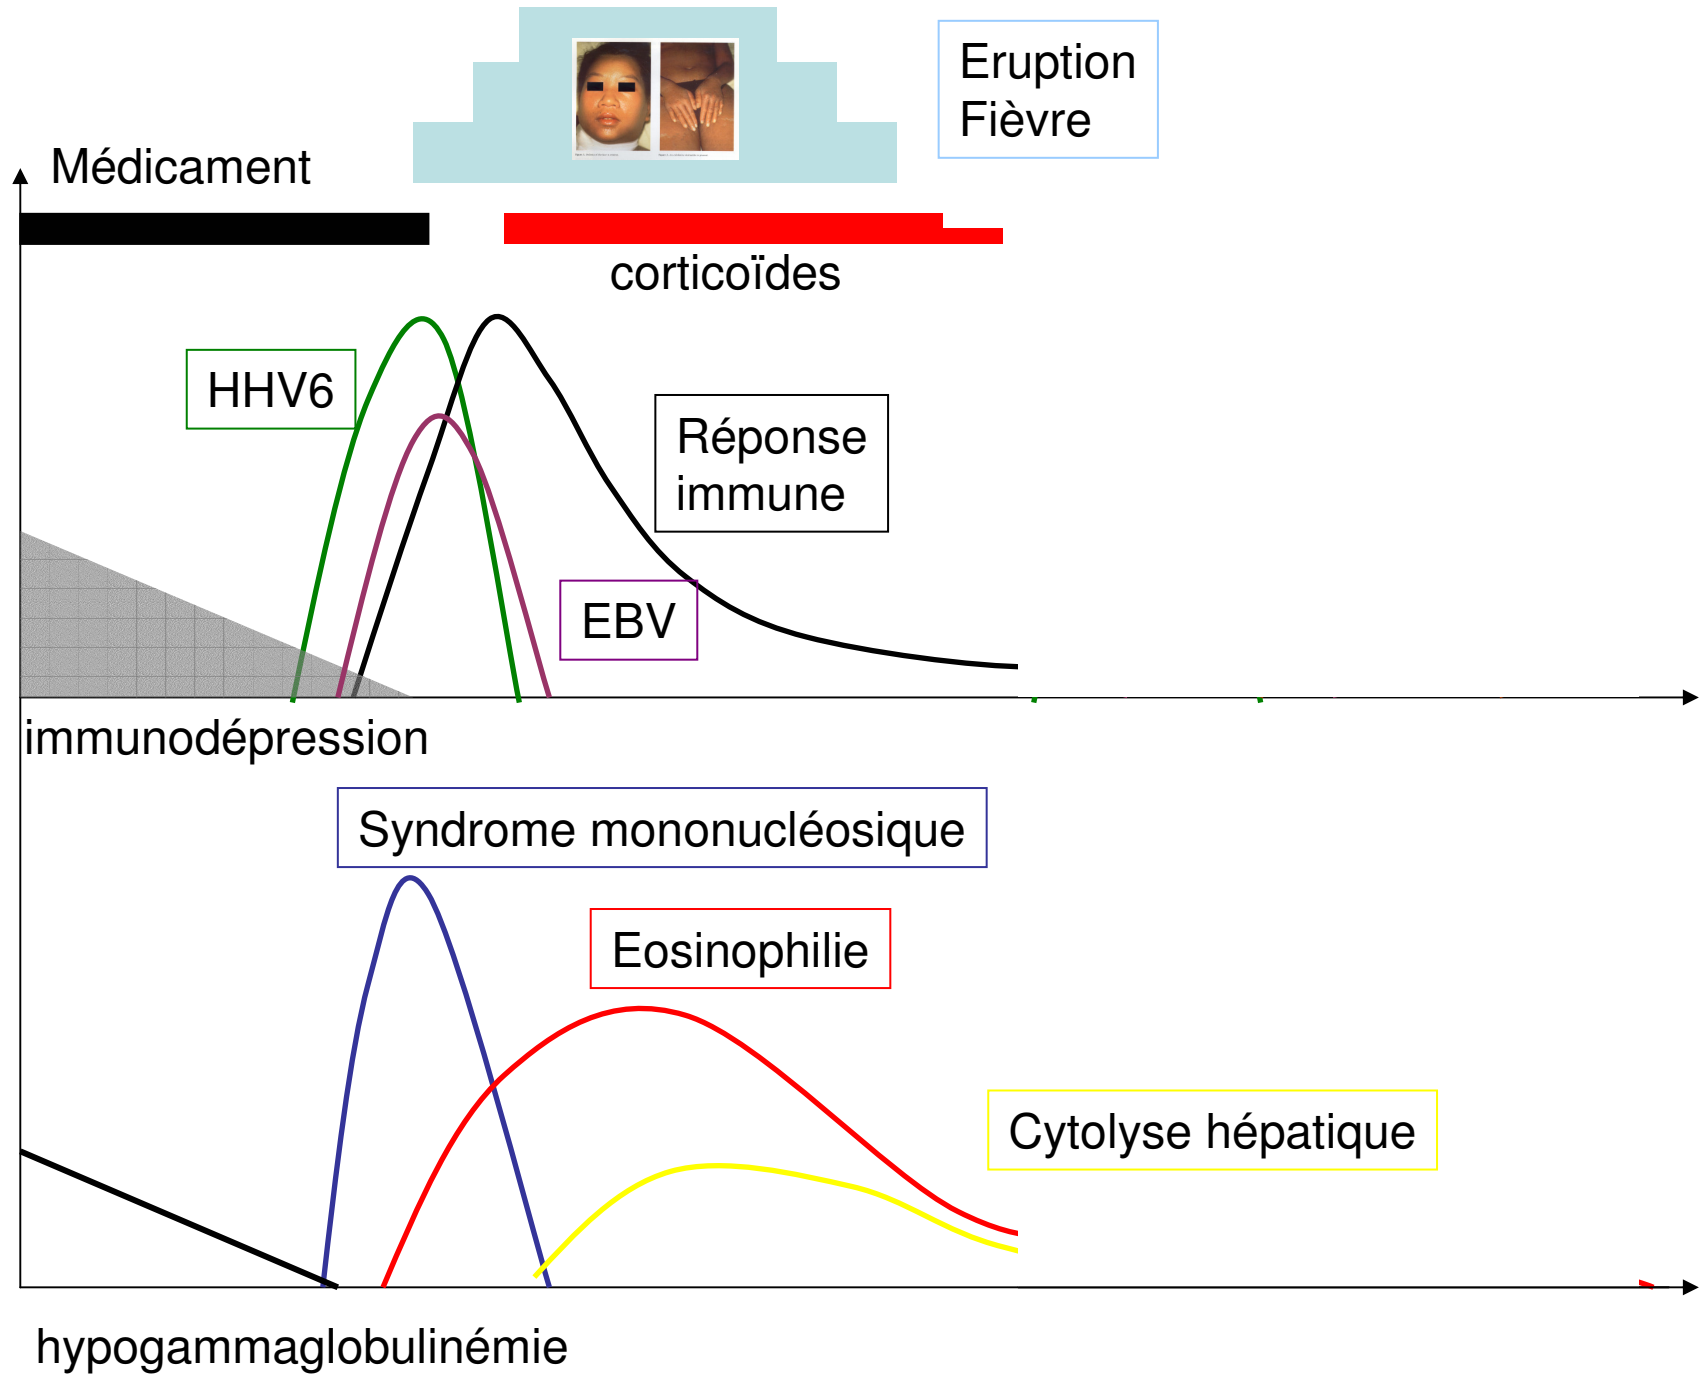 Eruption
Fièvre
Médicament
corticoïdes
HHV6
Réponse
immune
EBV
immunodépression
Syndrome mononucléosique
Eosinophilie
Cytolyse hépatique
hypogammaglobulinémie